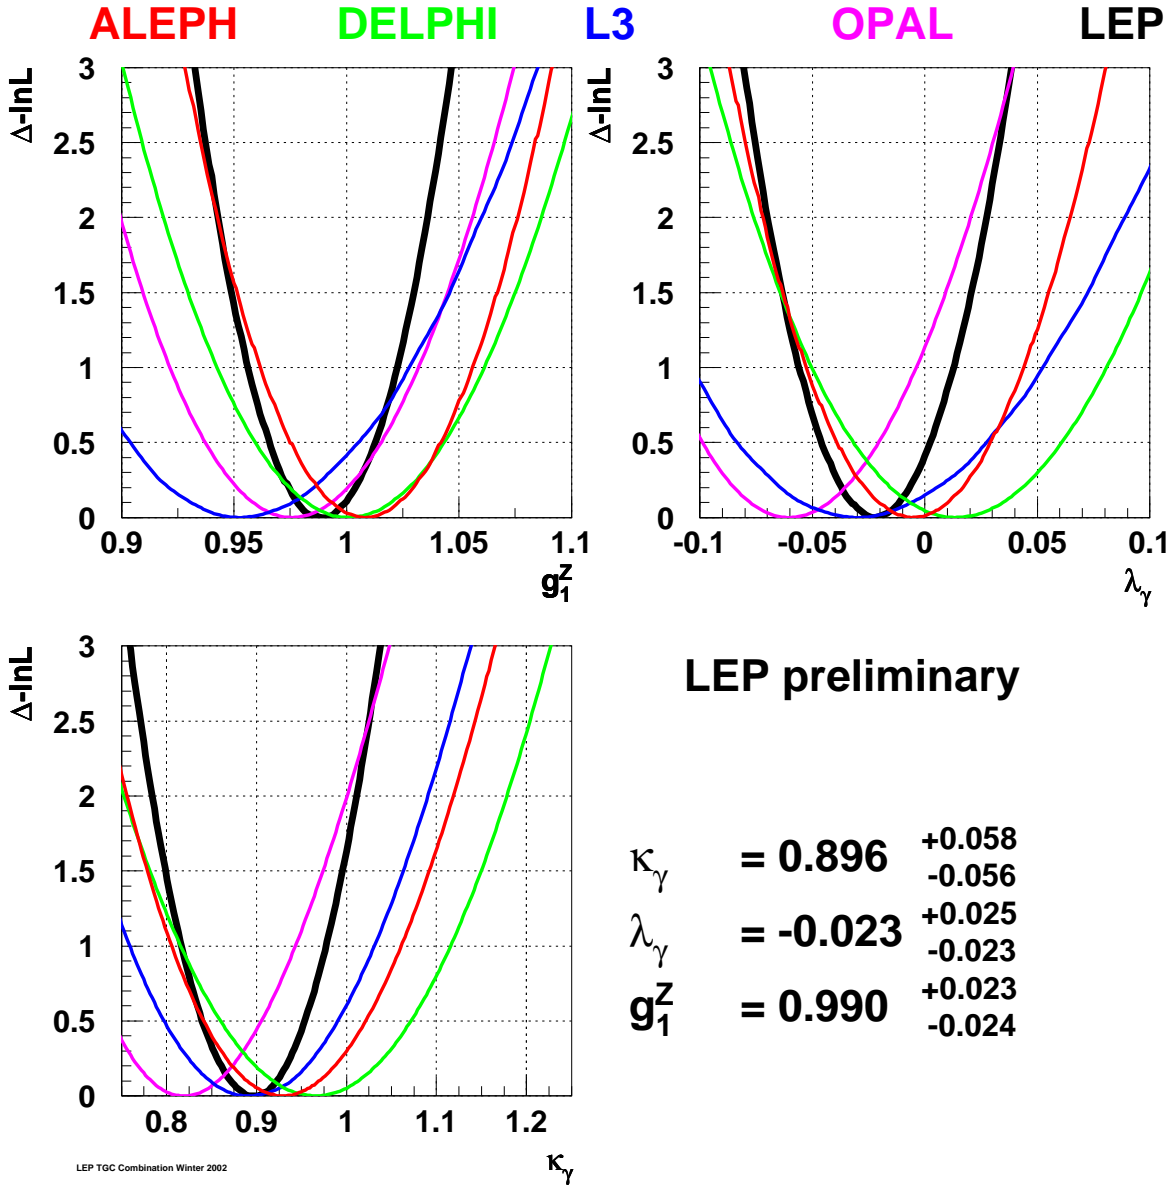 ALEPH DELPHI L3 OPAL LEP
Δ-lnL
3
2.5
2
1.5
1
0.5
0
0.9 0.95 1 1.05 1.1
g₁ᶻ
Δ-lnL
3
2.5
2
1.5
1
0.5
0
-0.1 -0.05 0 0.05 0.1
λᵧ
Δ-lnL
3
2.5
2
1.5
1
0.5
0
0.8 0.9 1 1.1 1.2
κᵧ
LEP preliminary
κᵧ = 0.896 +0.058 -0.056
λᵧ = -0.023 +0.025 -0.023
g₁ᶻ = 0.990 +0.023 -0.024
LEP TGC Combination Winter 2002